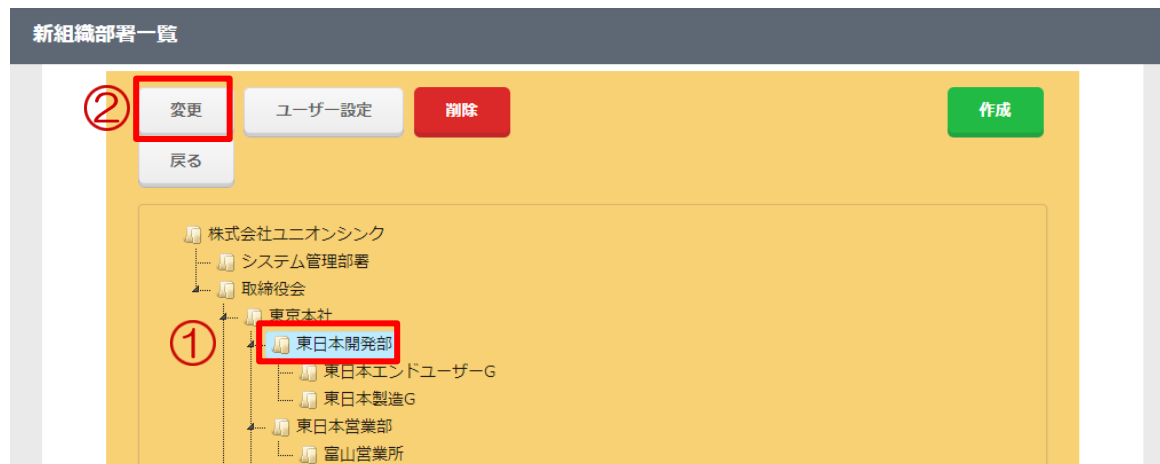 新組織部署一覧
② 変更 ユーザー設定 削除 作成
戻る
株式会社ユニオンシンク
システム管理部署
取締役会
東京本社
① 東日本開発部
東日本エンドユーザーG
東日本製造G
東日本営業部
富山営業所